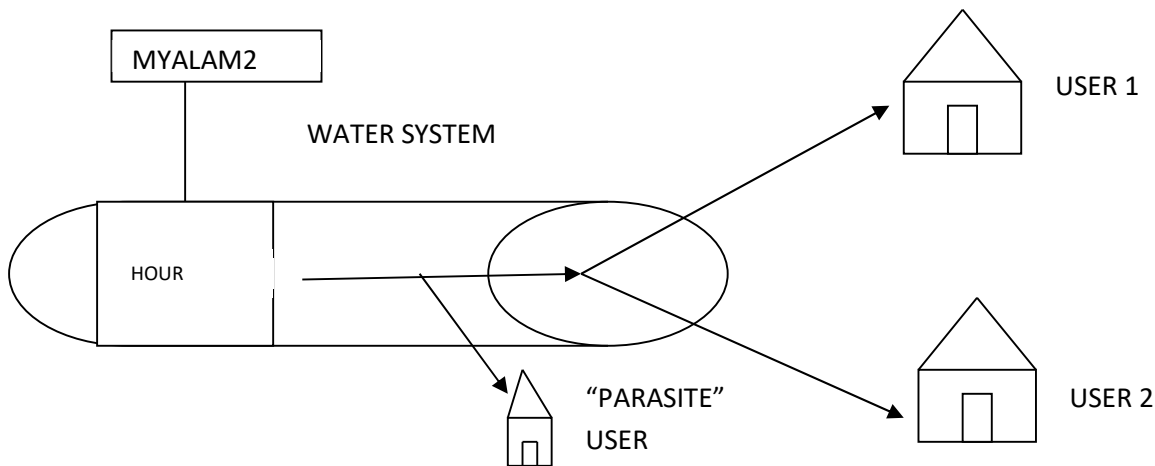 MYALAM2
USER 1
WATER SYSTEM
HOUR
“PARASITE”
USER
USER 2